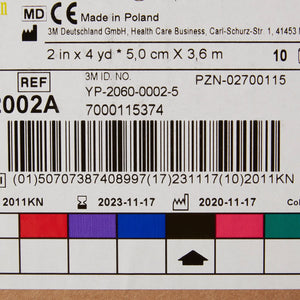 MD CE Made in Poland
3M Deutschland GmbH, Health Care Business, Carl-Schurz-Str. 1, 41453
2 in x 4 yd * 5,0 cm X 3,6 m 10
REF 3M ID. NO. PZN-02700115
2002A YP-2060-0002-5
7000115374
(01)50707387408997(17)231117(10)2011KN
2011KN 2023-11-17 2020-11-17 Col